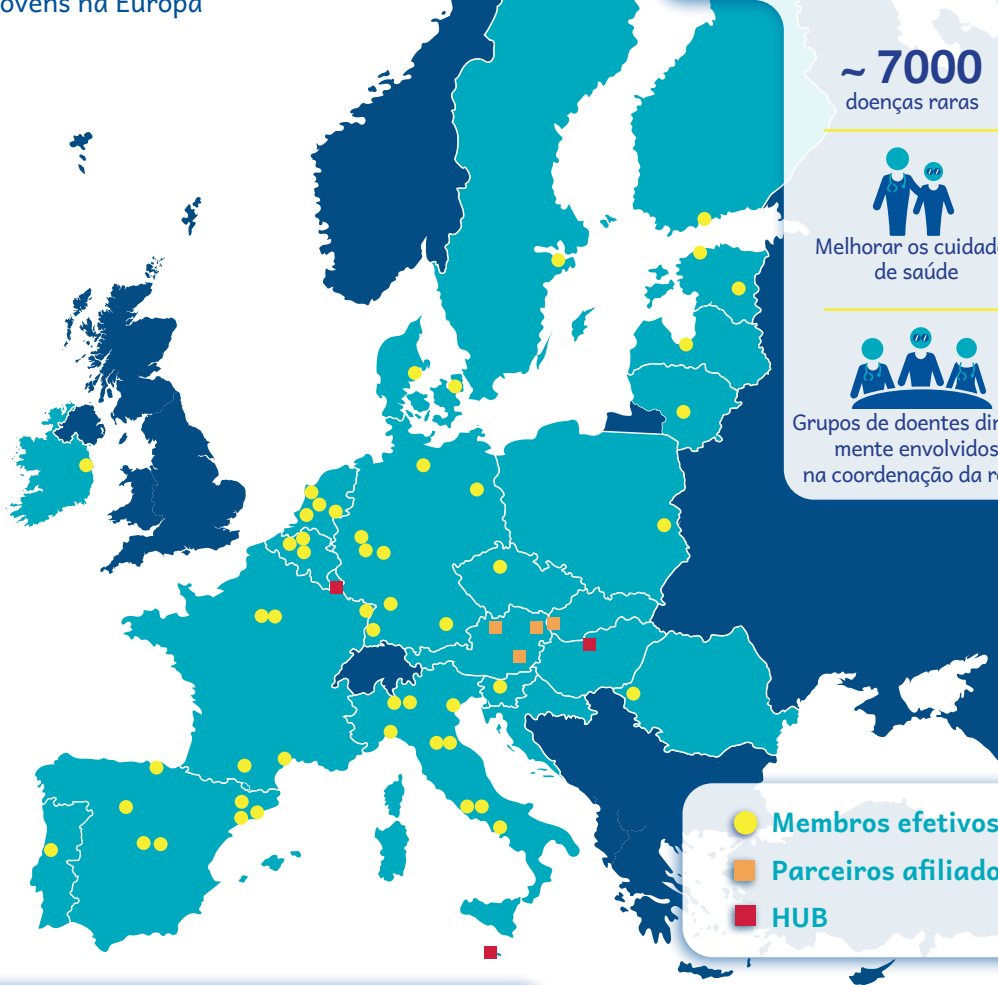 ovens na Europa
~ 7000
doenças raras
Melhorar os cuidad
de saúde
Grupos de doentes dir
mente envolvidos
na coordenação da r
Membros efetivos
Parceiros afiliado
HUB